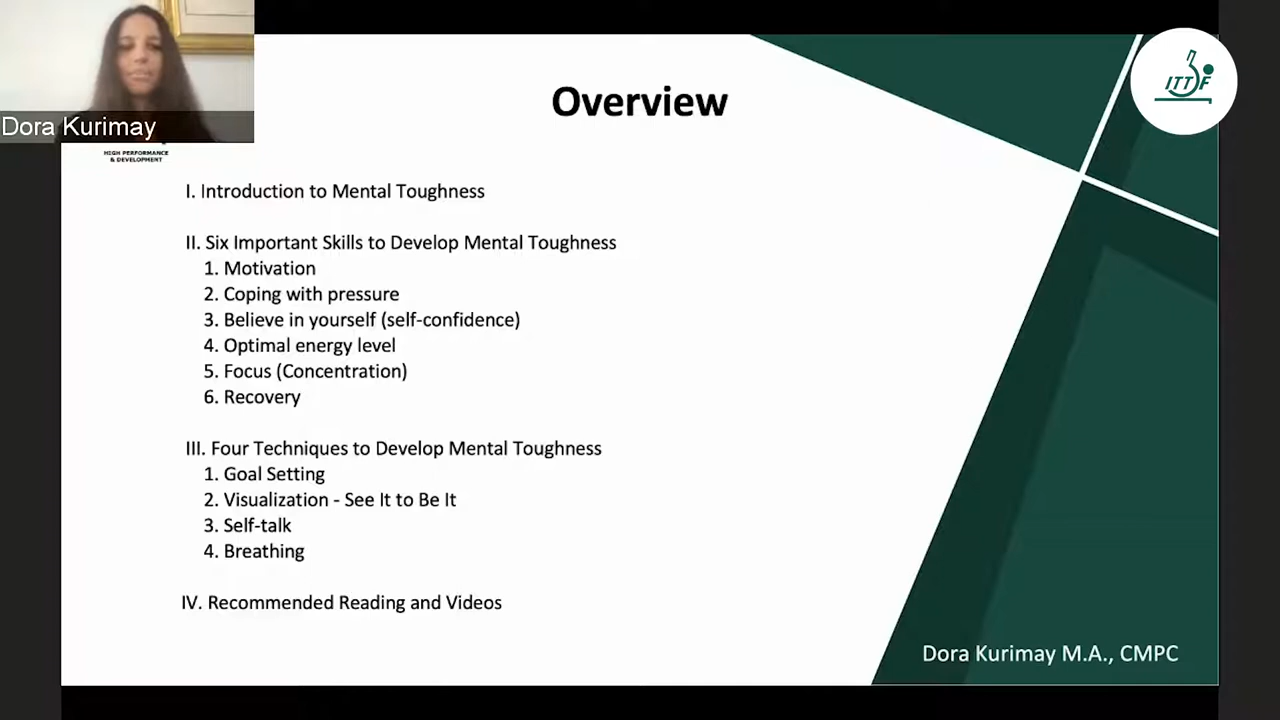 Dora Kurimay
HIGH PERFORMANCE
& DEVELOPMENT
Overview
ITTF
I. Introduction to Mental Toughness
II. Six Important Skills to Develop Mental Toughness
1. Motivation
2. Coping with pressure
3. Believe in yourself (self-confidence)
4. Optimal energy level
5. Focus (Concentration)
6. Recovery
III. Four Techniques to Develop Mental Toughness
1. Goal Setting
2. Visualization - See It to Be It
3. Self-talk
4. Breathing
IV. Recommended Reading and Videos
Dora Kurimay M.A., CMPC